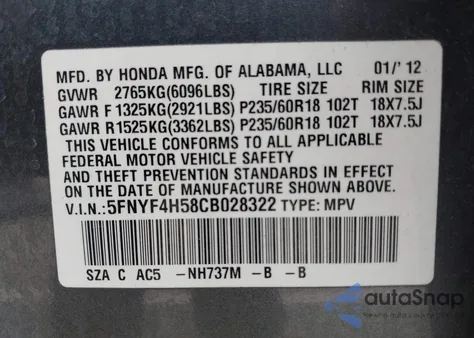 MFD. BY HONDA MFG. OF ALABAMA, LLC 01/'12
GVWR 2765KG(6096LBS) TIRE SIZE RIM SIZE
GAWR F 1325KG(2921LBS) P235/60R18 102T 18X7.5J
GAWR R 1525KG(3362LBS) P235/60R18 102T 18X7.5J
THIS VEHICLE CONFORMS TO ALL APPLICABLE
FEDERAL MOTOR VEHICLE SAFETY
AND THEFT PREVENTION STANDARDS IN EFFECT
ON THE DATE OF MANUFACTURE SHOWN ABOVE.
V.I.N.:5FNYF4H58CB028322 TYPE: MPV
SZA C AC5 -NH737M -B -B
autoSnap